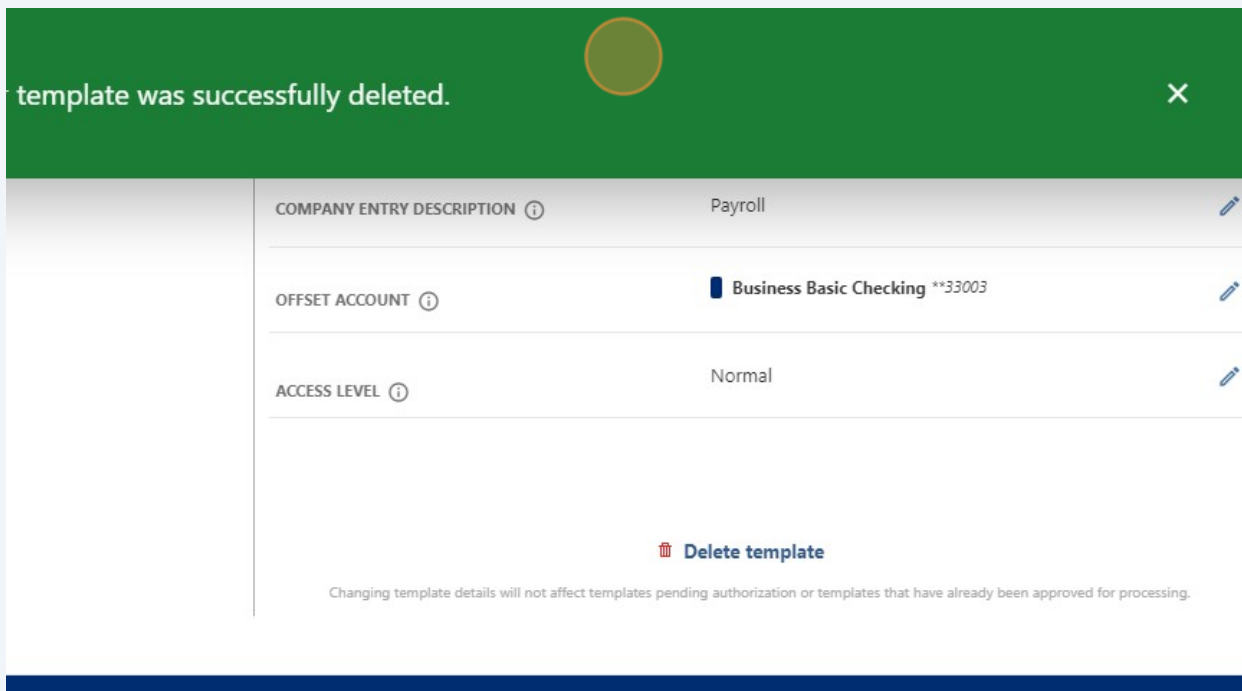 template was successfully deleted.
COMPANY ENTRY DESCRIPTION
Payroll
OFFSET ACCOUNT
Business Basic Checking **33003
ACCESS LEVEL
Normal
Delete template
Changing template details will not affect templates pending authorization or templates that have already been approved for processing.